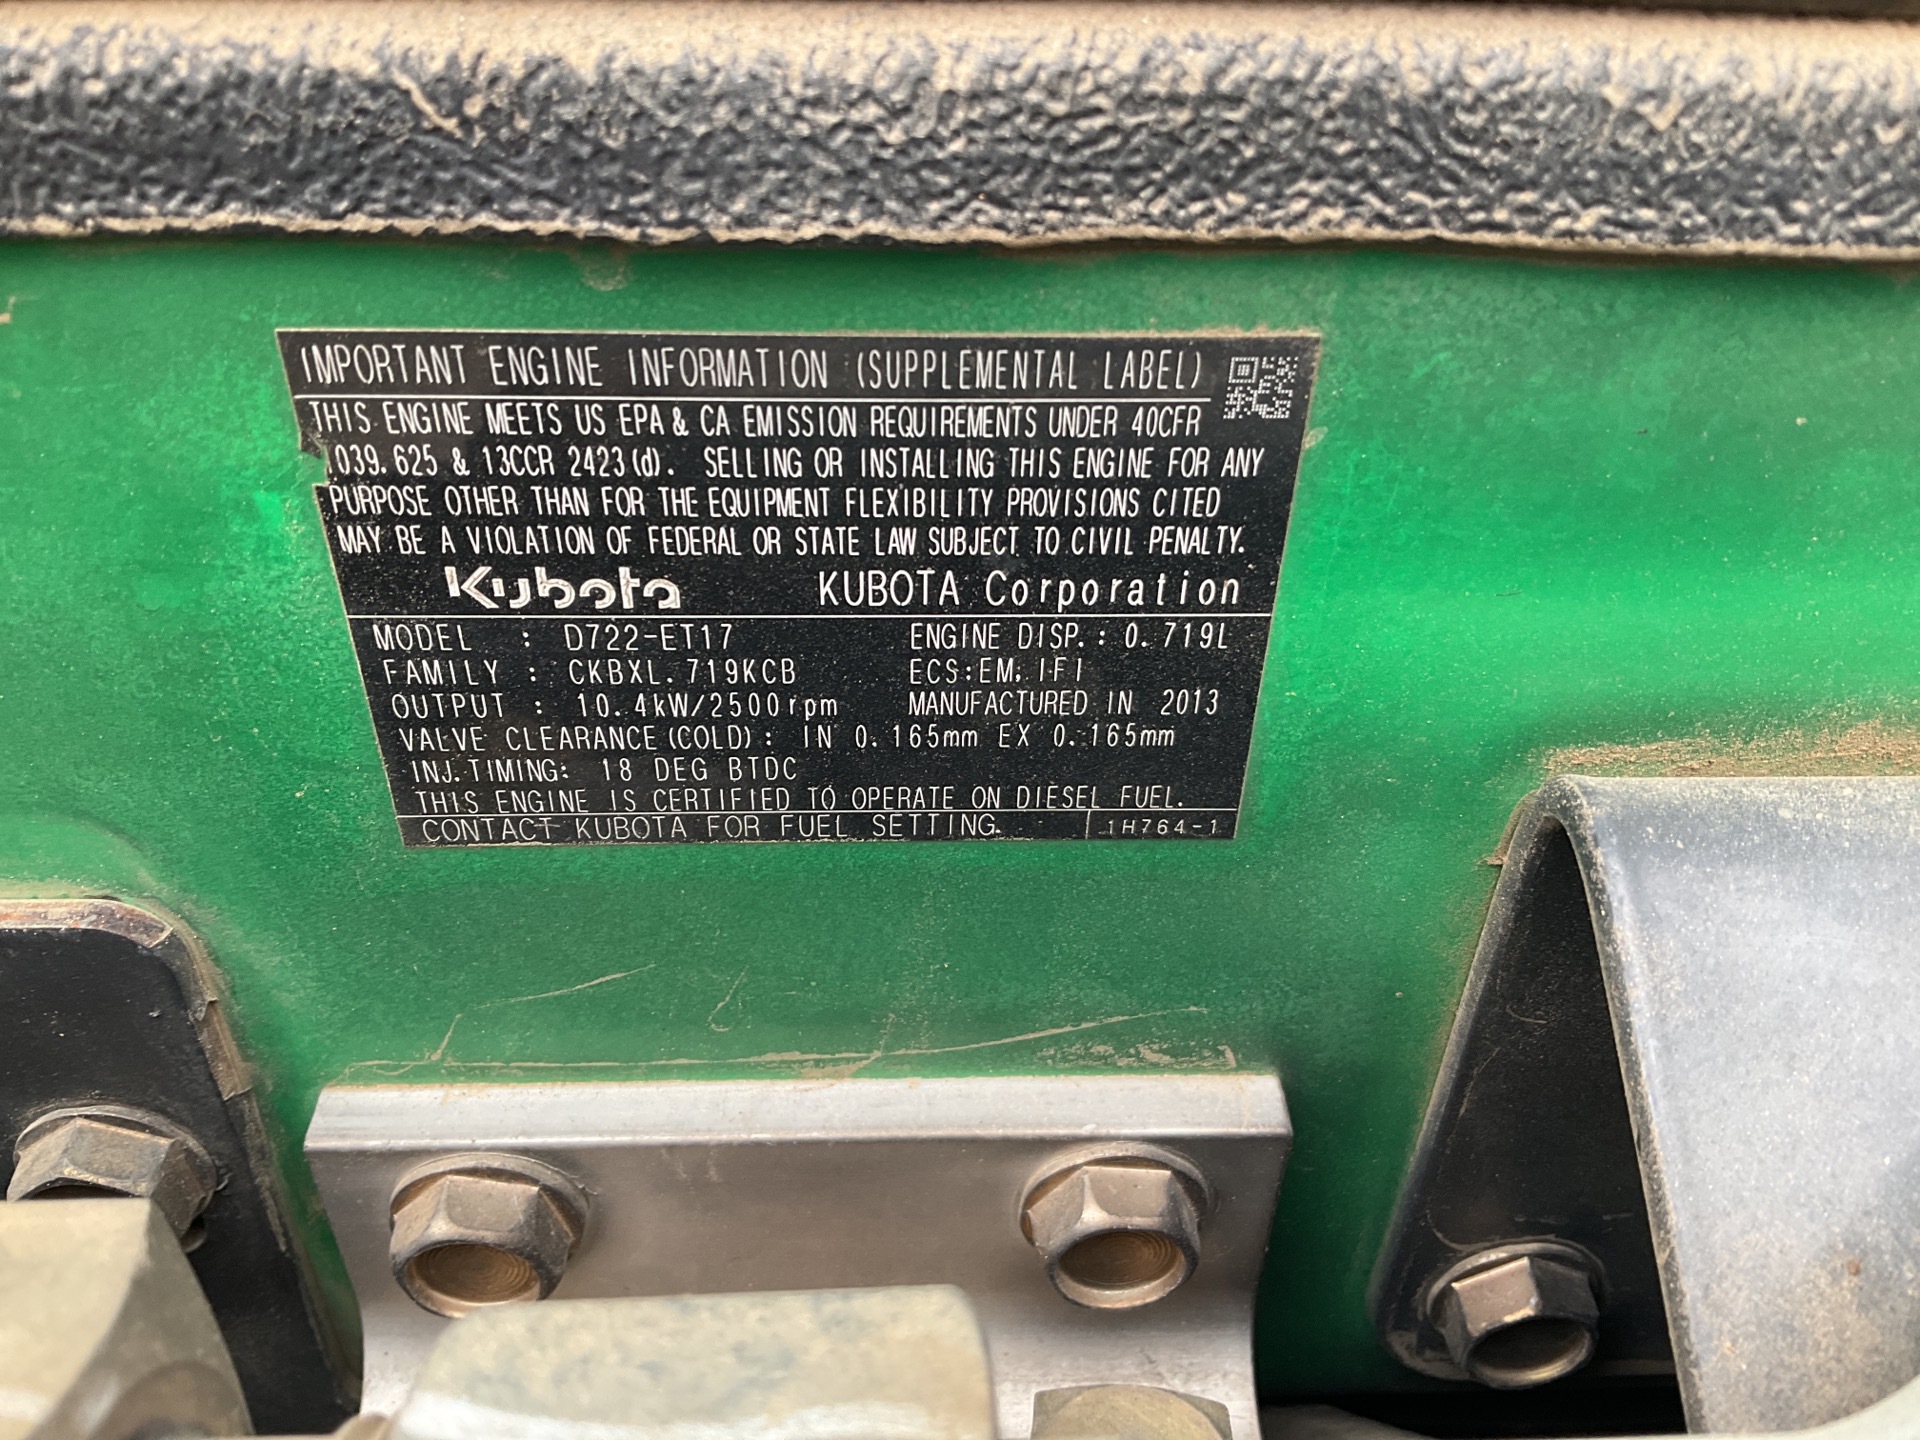 IMPORTANT ENGINE INFORMATION (SUPPLEMENTAL LABEL)
THIS ENGINE MEETS US EPA & CA EMISSION REQUIREMENTS UNDER 40CFR
1039.625 & 13CCR 2423(d). SELLING OR INSTALLING THIS ENGINE FOR ANY
PURPOSE OTHER THAN FOR THE EQUIPMENT FLEXIBILITY PROVISIONS CITED
MAY BE A VIOLATION OF FEDERAL OR STATE LAW SUBJECT TO CIVIL PENALTY.
Kubota KUBOTA Corporation
MODEL : D722-ET17 ENGINE DISP.: 0.719L
FAMILY : CKBXL.719KCB ECS:EM, IFI
OUTPUT : 10.4kW/2500rpm MANUFACTURED IN 2013
VALVE CLEARANCE(COLD): IN 0.165mm EX 0.165mm
INJ.TIMING: 18 DEG BTDC
THIS ENGINE IS CERTIFIED TO OPERATE ON DIESEL FUEL.
CONTACT KUBOTA FOR FUEL SETTING. 1H764-1